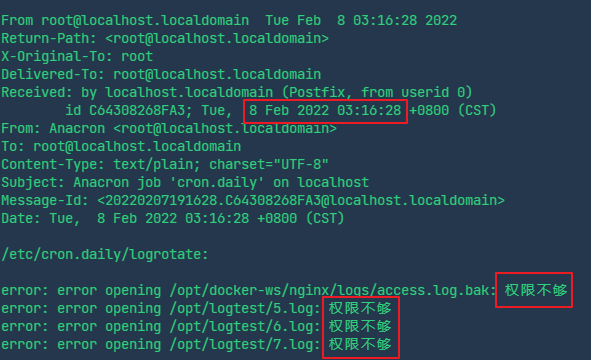 From root@localhost.localdomain  Tue Feb  8 03:16:28 2022
Return-Path: <root@localhost.localdomain>
X-Original-To: root
Delivered-To: root@localhost.localdomain
Received: by localhost.localdomain (Postfix, from userid 0)
        id C64308268FA3; Tue,  8 Feb 2022 03:16:28 +0800 (CST)
From: Anacron <root@localhost.localdomain>
To: root@localhost.localdomain
Content-Type: text/plain; charset="UTF-8"
Subject: Anacron job 'cron.daily' on localhost
Message-Id: <20220207191628.C64308268FA3@localhost.localdomain>
Date: Tue,  8 Feb 2022 03:16:28 +0800 (CST)

/etc/cron.daily/logrotate:

error: error opening /opt/docker-ws/nginx/logs/access.log.bak: 权限不够
error: error opening /opt/logtest/5.log: 权限不够
error: error opening /opt/logtest/6.log: 权限不够
error: error opening /opt/logtest/7.log: 权限不够